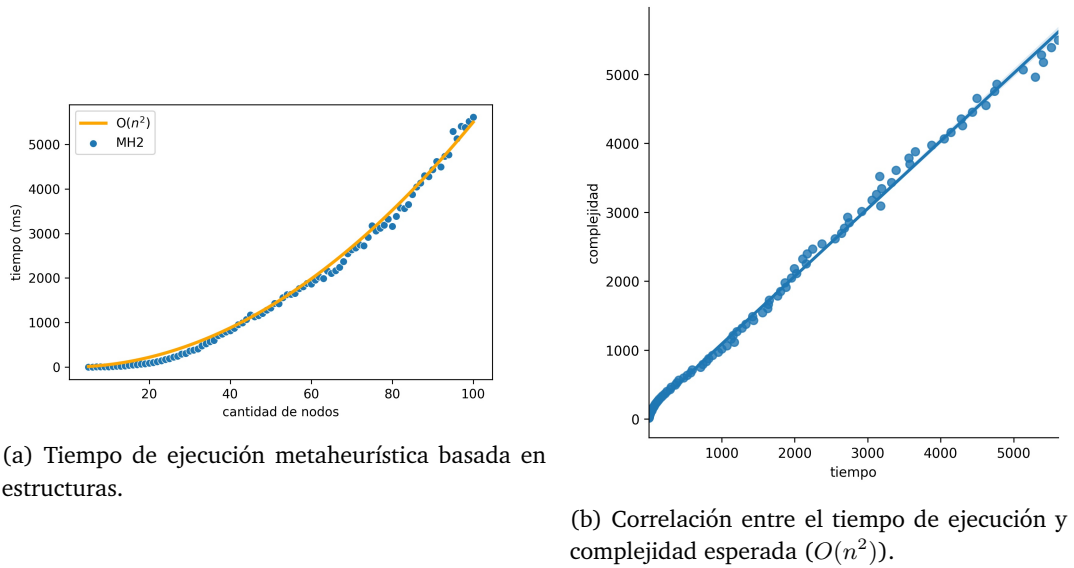 O(n²)
MH2
tiempo (ms)
5000
4000
3000
2000
1000
0
20 40 60 80 100
cantidad de nodos
(a) Tiempo de ejecución metaheurística basada en
estructuras.
complejidad
5000
4000
3000
2000
1000
0
1000 2000 3000 4000 5000
tiempo
(b) Correlación entre el tiempo de ejecución y
complejidad esperada (O(n²)).